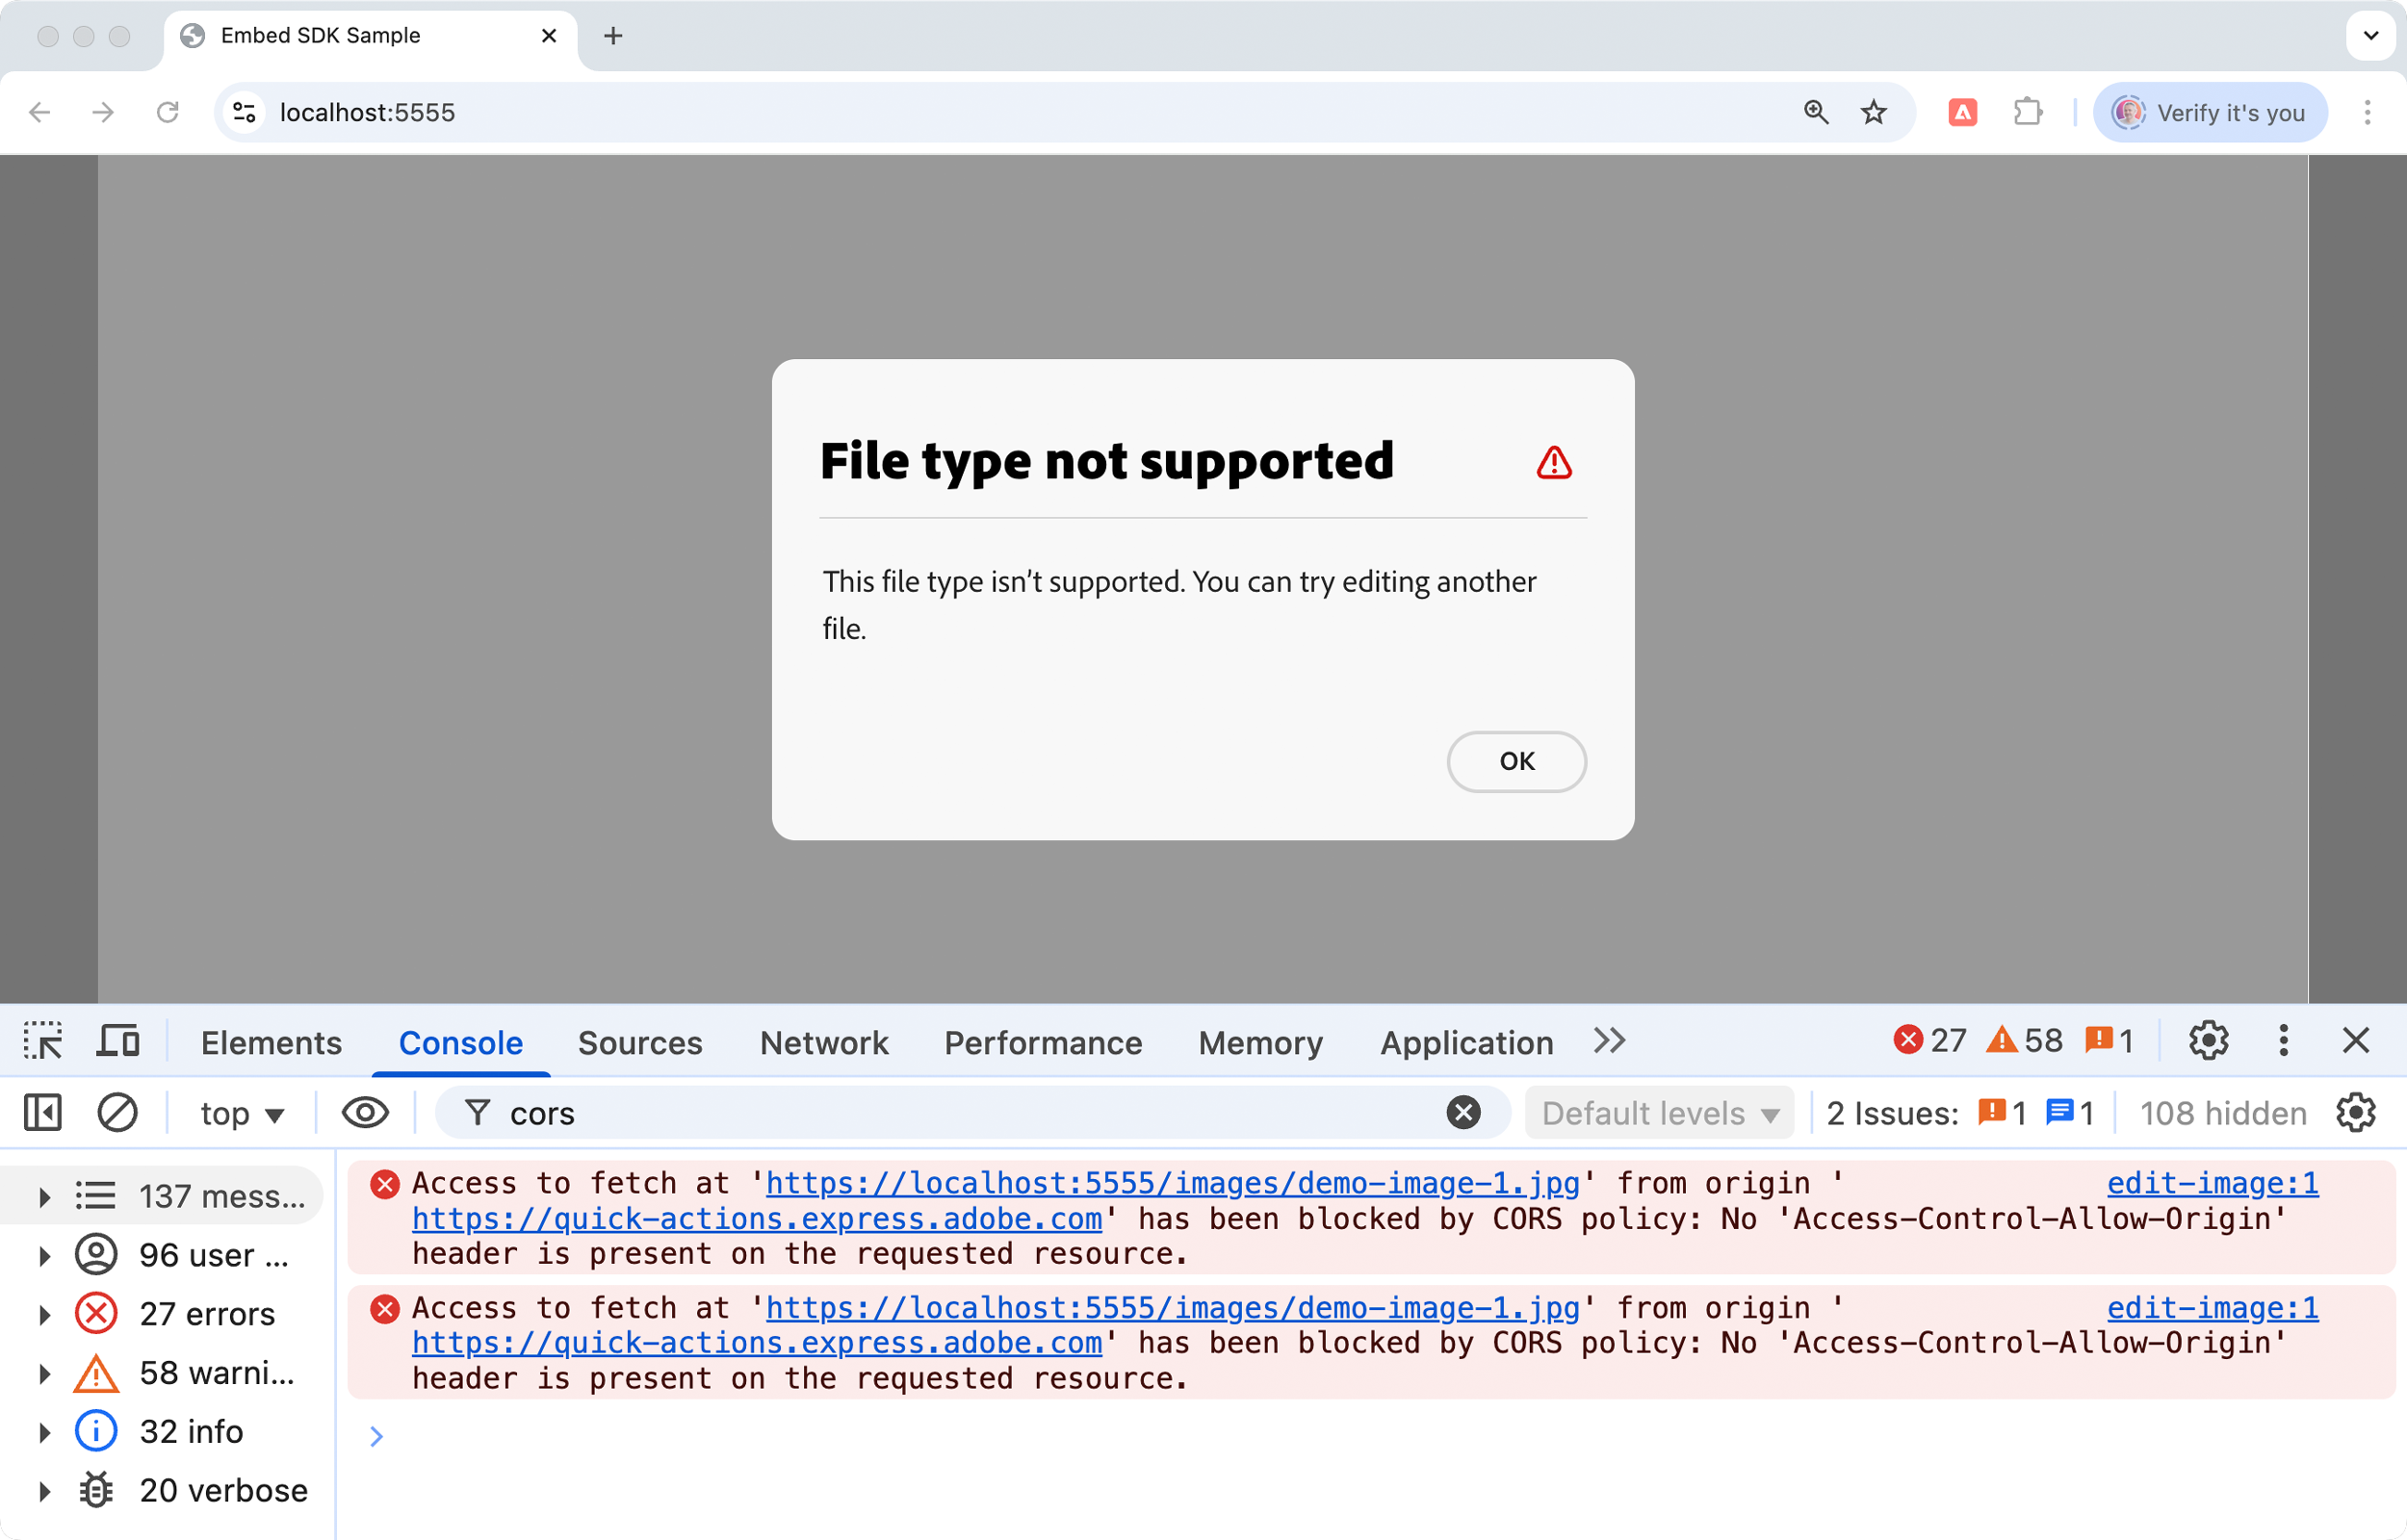 Embed SDK Sample
localhost:5555
Verify it's you
File type not supported
This file type isn't supported. You can try editing another
file.
OK
Elements Console Sources Network Performance Memory Application 27 58 1
top cors Default levels 2 Issues: 1 1 108 hidden
137 mess...
96 user ...
27 errors
58 warni...
32 info
20 verbose
Access to fetch at 'https://localhost:5555/images/demo-image-1.jpg' from origin ' edit-image:1
https://quick-actions.express.adobe.com' has been blocked by CORS policy: No 'Access-Control-Allow-Origin'
header is present on the requested resource.
Access to fetch at 'https://localhost:5555/images/demo-image-1.jpg' from origin ' edit-image:1
https://quick-actions.express.adobe.com' has been blocked by CORS policy: No 'Access-Control-Allow-Origin'
header is present on the requested resource.